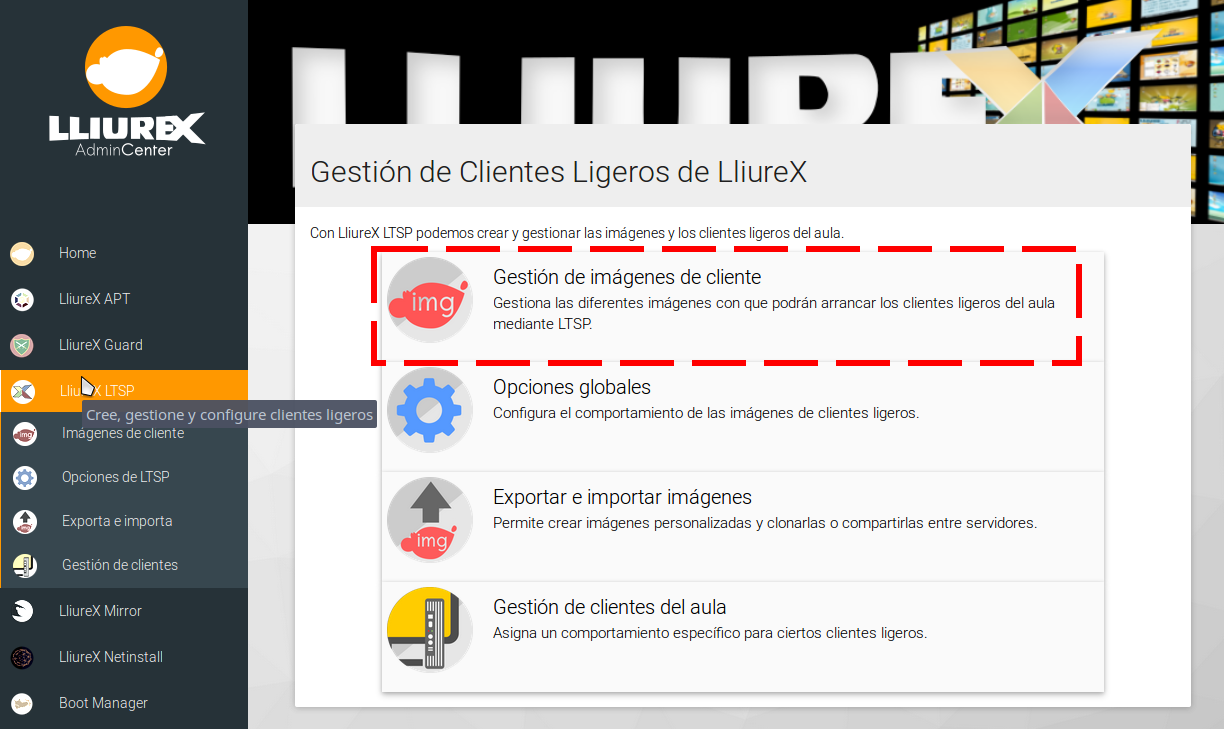 LLIUREX
AdminCenter
Home
LliureX APT
LliureX Guard
LliureX LTSP
Cree, gestione y configure clientes ligeros
img
Imágenes de cliente
Opciones de LTSP
Exporta e importa
Gestión de clientes
LliureX Mirror
LliureX Netinstall
Boot Manager
LLIUREX
Gestión de Clientes Ligeros de LliureX
Con LliureX LTSP podemos crear y gestionar las imágenes y los clientes ligeros del aula.
img
Gestión de imágenes de cliente
Gestiona las diferentes imágenes con que podrán arrancar los clientes ligeros del aula
mediante LTSP.
Opciones globales
Configura el comportamiento de las imágenes de clientes ligeros.
img
Exportar e importar imágenes
Permite crear imágenes personalizadas y clonarlas o compartirlas entre servidores.
Gestión de clientes del aula
Asigna un comportamiento específico para ciertos clientes ligeros.